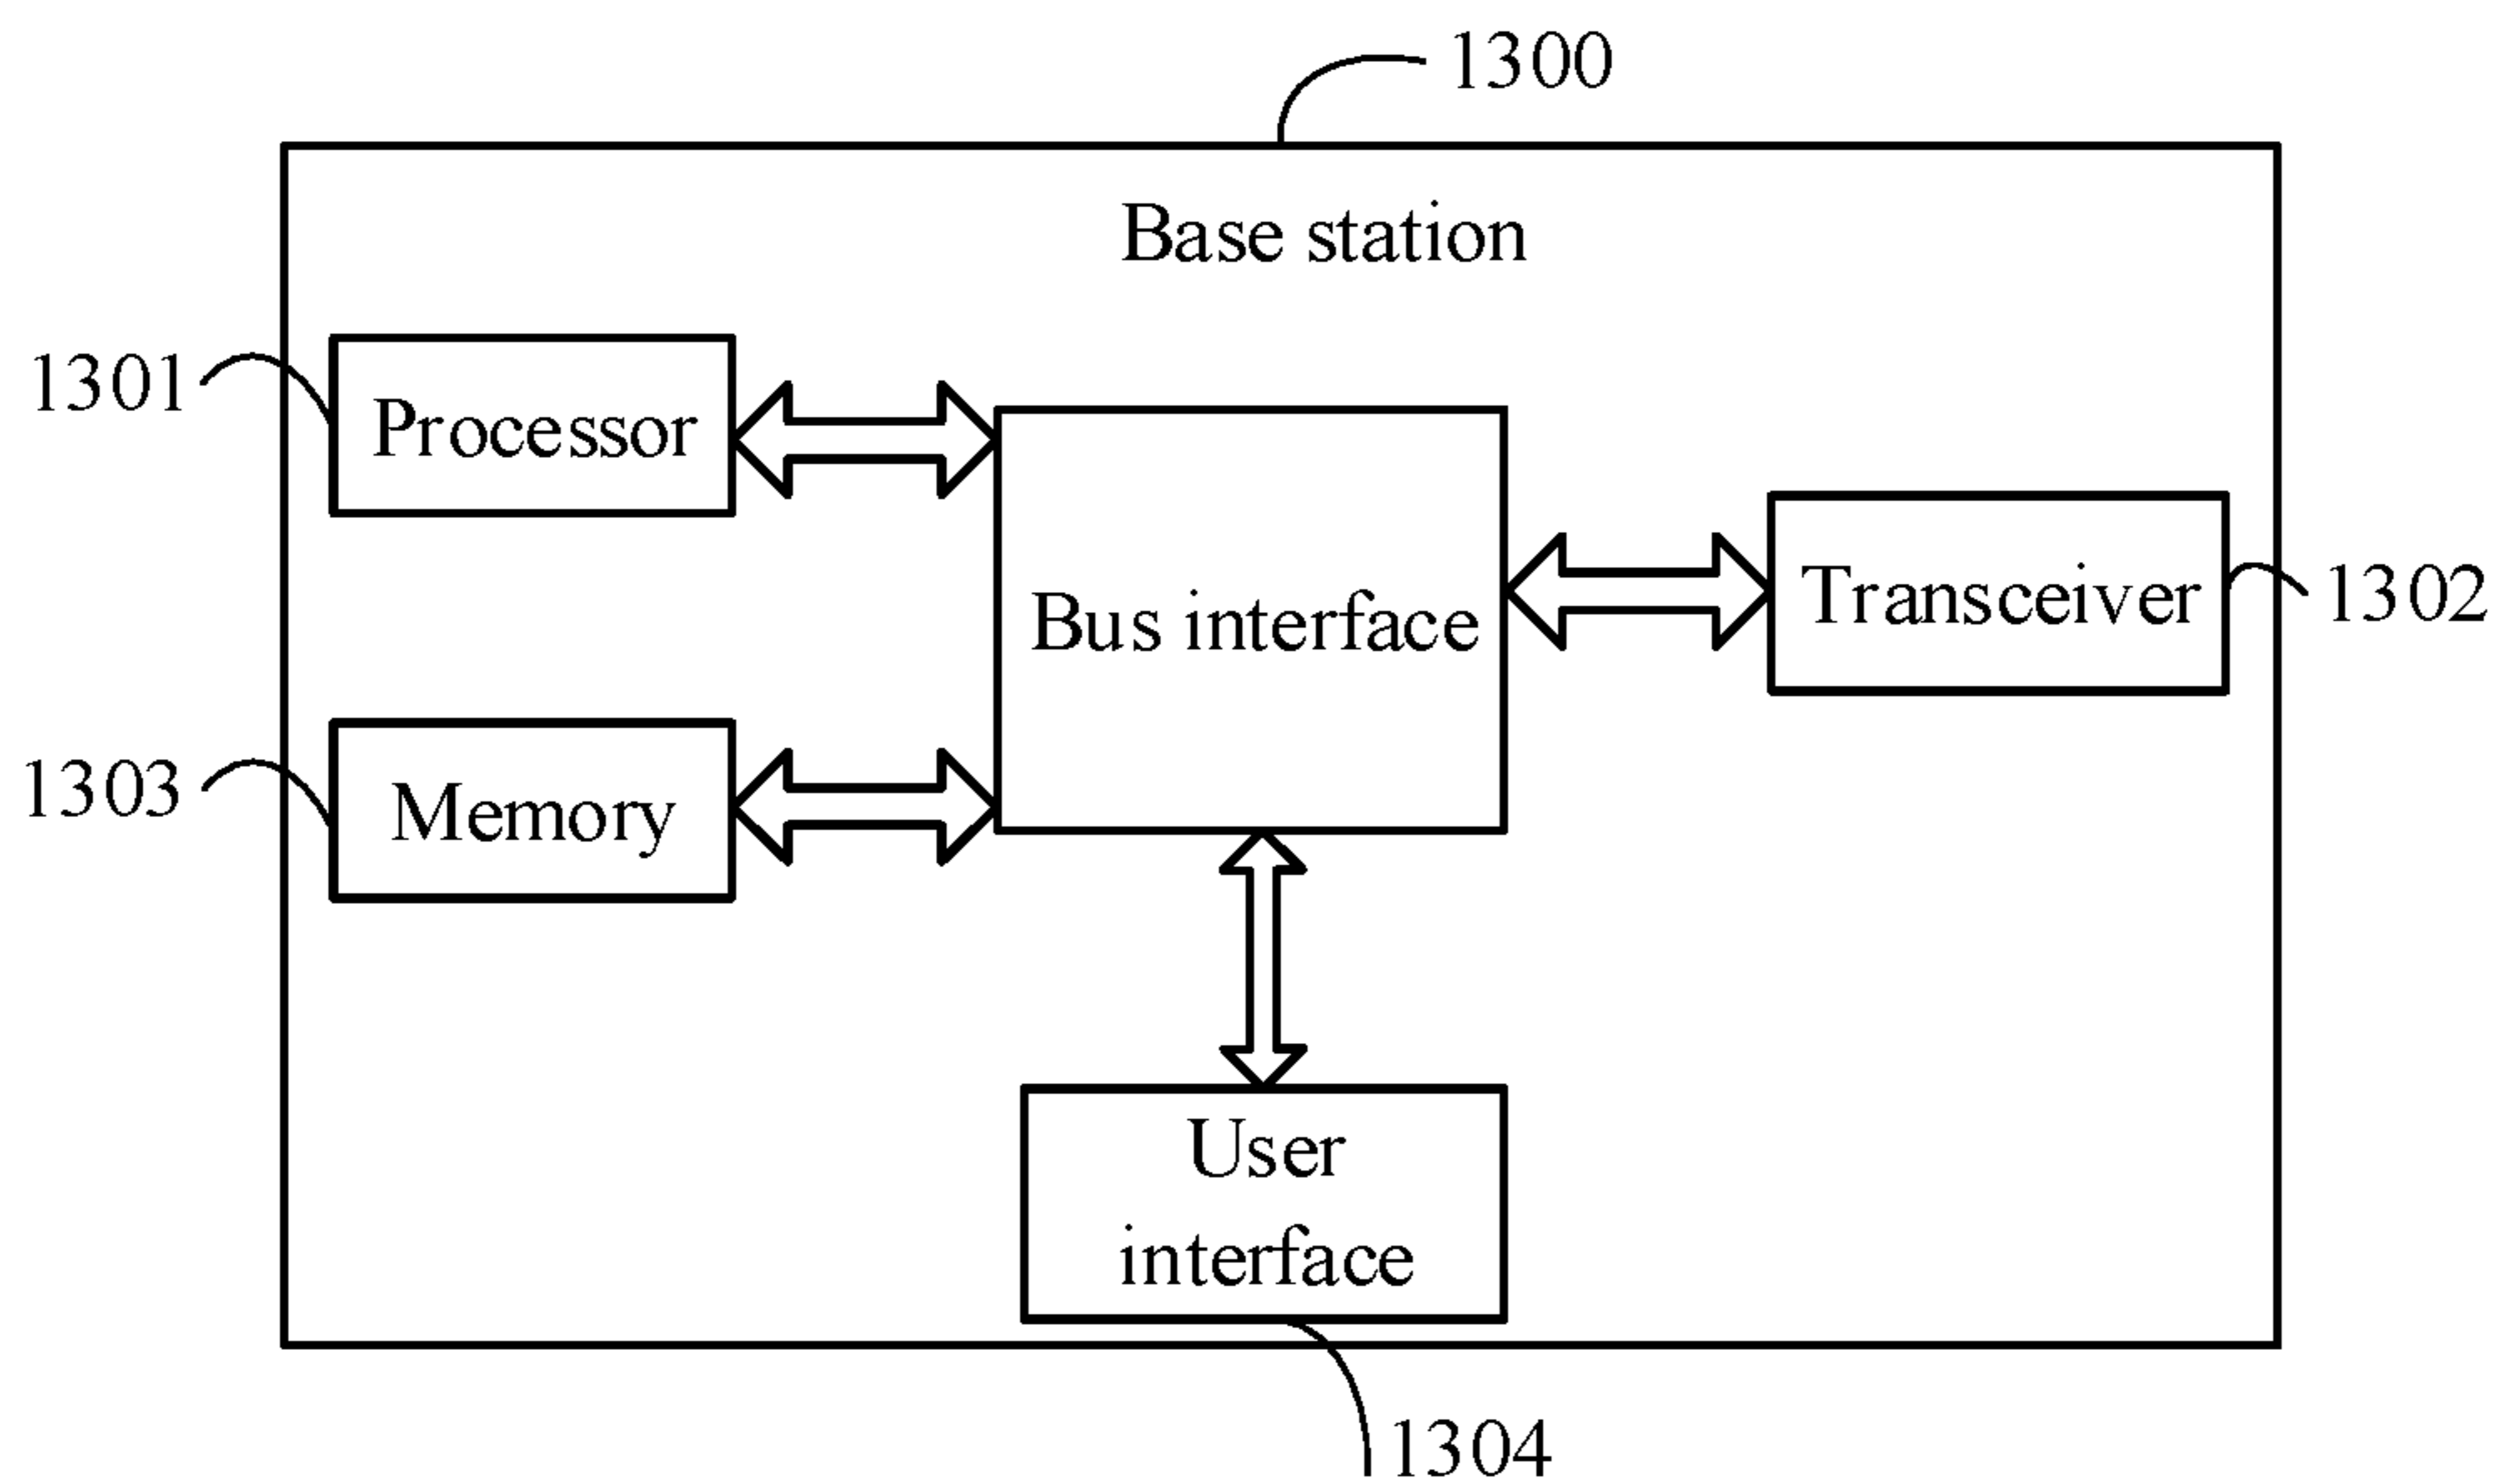 1300
Base station
1301
Processor
Bus interface
Transceiver
1302
1303
Memory
User
interface
1304